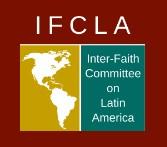 IFCLA
Inter-Faith
Committee
on
Latin
America